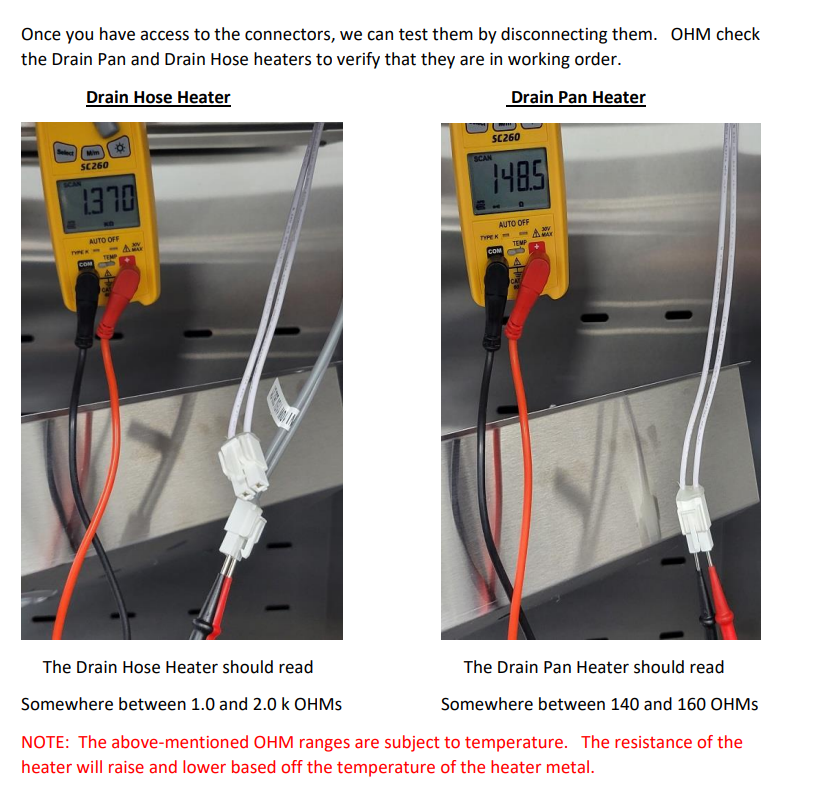 Once you have access to the connectors, we can test them by disconnecting them. OHM check
the Drain Pan and Drain Hose heaters to verify that they are in working order.
Drain Hose Heater
Drain Pan Heater
Select
Min
SC260
SCAN
1.370
AUTO OFF
TYPE K
30V
MAX
TEMP
COM
+
SC260
SCAN
148.5
AUTO OFF
TYPE K
30V
MAX
TEMP
COM
+
The Drain Hose Heater should read
The Drain Pan Heater should read
Somewhere between 1.0 and 2.0 k OHMs
Somewhere between 140 and 160 OHMs
NOTE: The above-mentioned OHM ranges are subject to temperature. The resistance of the
heater will raise and lower based off the temperature of the heater metal.